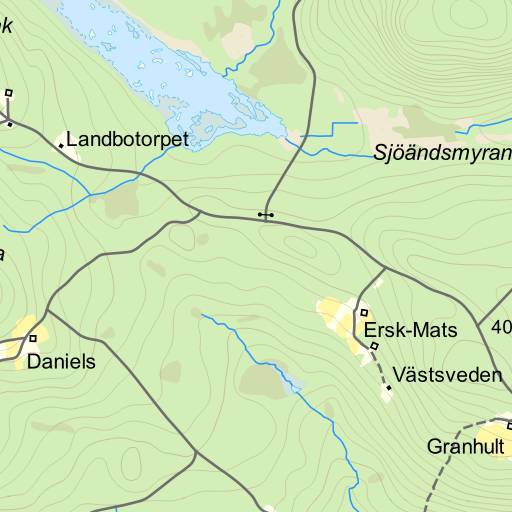 Landbotorpet
Sjöändsmyran
Ersk-Mats
40
Daniels
Västsveden
Granhult